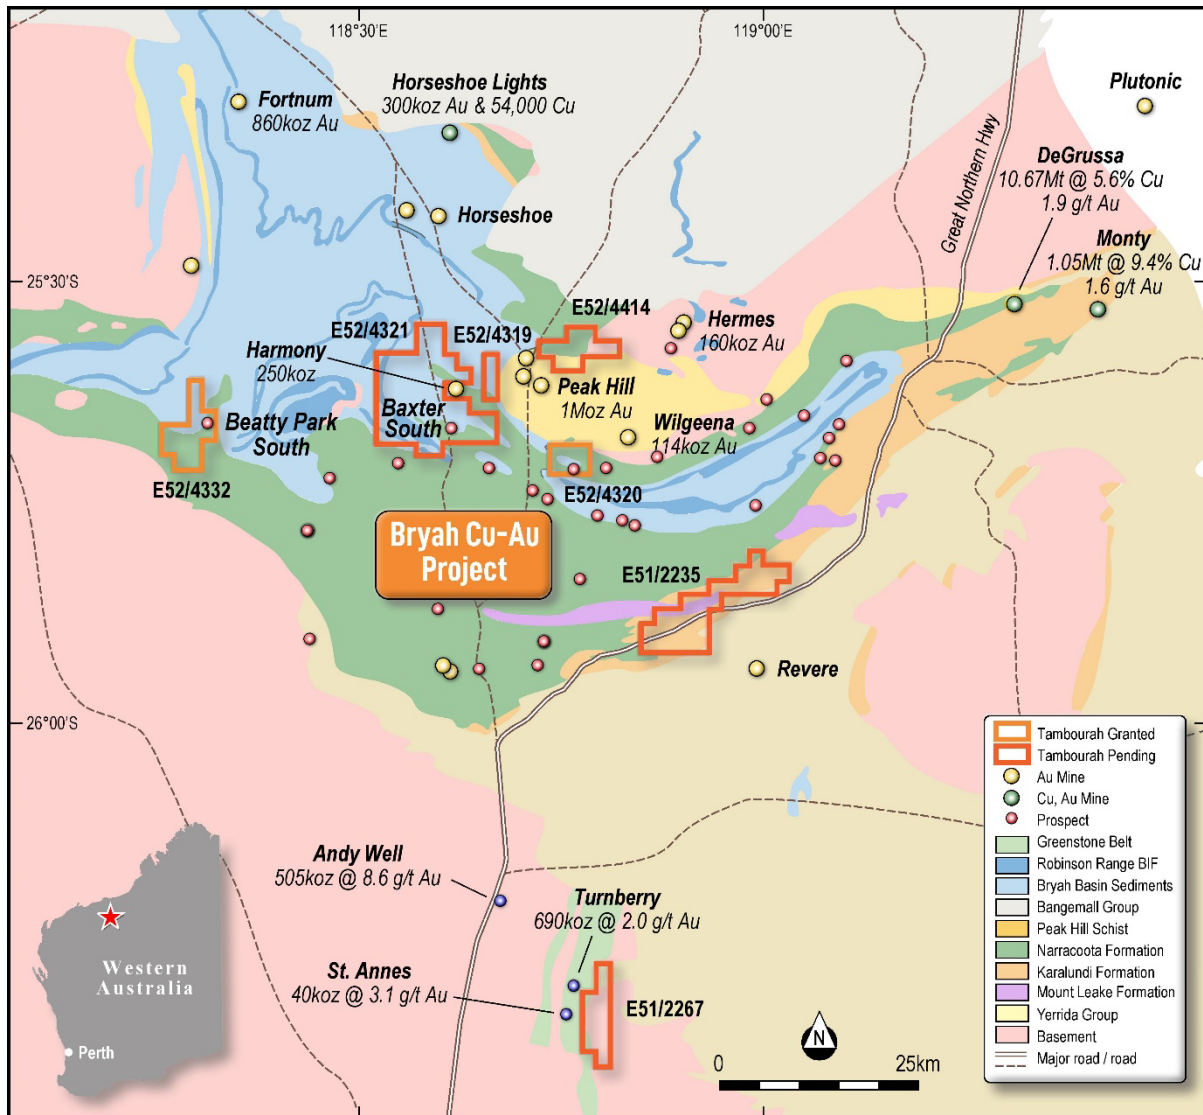 118°30'E
119°00'E
Fortnum
860koz Au
Horseshoe Lights
300koz Au & 54,000 Cu
Plutonic
Great Northern Hwy
DeGrussa
10.67Mt @ 5.6% Cu
1.9 g/t Au
Horseshoe
Monty
1.05Mt @ 9.4% Cu
1.6 g/t Au
25°30'S
E52/4414
E52/4321
E52/4319
Hermes
160koz Au
Harmony
250koz
Peak Hill
1Moz Au
Baxter
South
Beatty Park
South
Wilgeena
114koz Au
E52/4332
E52/4320
Bryah Cu-Au
Project
E51/2235
Revere
26°00'S
Andy Well
505koz @ 8.6 g/t Au
Turnberry
690koz @ 2.0 g/t Au
St. Annes
40koz @ 3.1 g/t Au
E51/2267
Western
Australia
Perth
N
0
25km
Tambourah Granted
Tambourah Pending
Au Mine
Cu, Au Mine
Prospect
Greenstone Belt
Robinson Range BIF
Bryah Basin Sediments
Bangemall Group
Peak Hill Schist
Narracoota Formation
Karalundi Formation
Mount Leake Formation
Yerrida Group
Basement
Major road / road